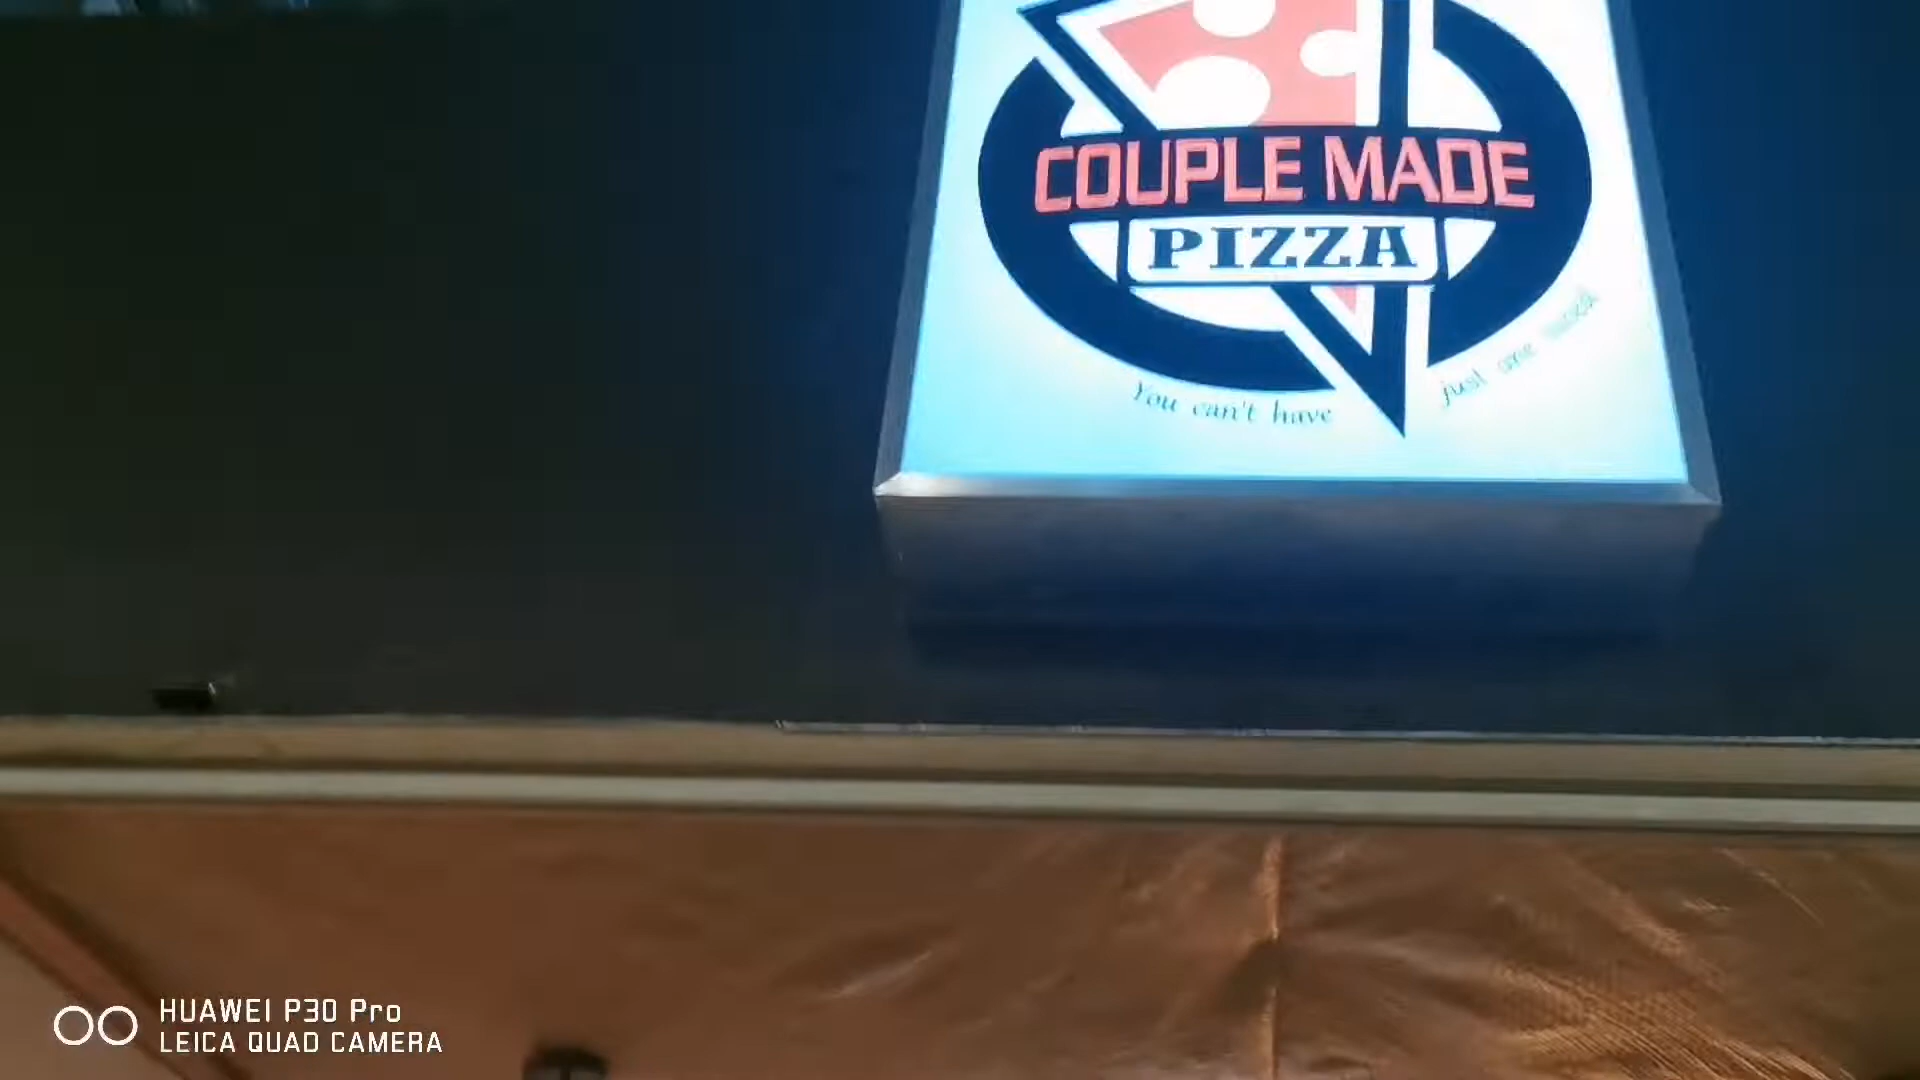 COUPLE MADE
PIZZA
You can't have just one
HUAWEI P30 Pro
LEICA QUAD CAMERA